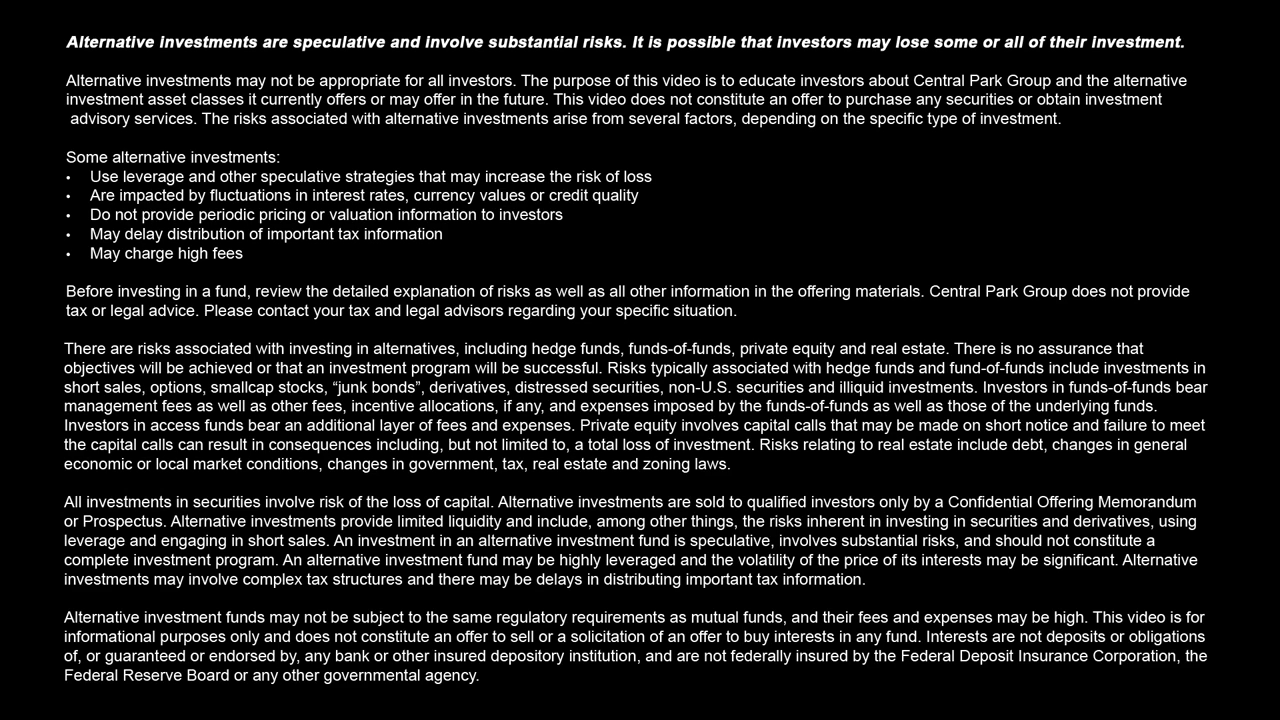 Alternative investments are speculative and involve substantial risks. It is possible that investors may lose some or all of their investment.
Alternative investments may not be appropriate for all investors. The purpose of this video is to educate investors about Central Park Group and the alternative
investment asset classes it currently offers or may offer in the future. This video does not constitute an offer to purchase any securities or obtain investment
advisory services. The risks associated with alternative investments arise from several factors, depending on the specific type of investment.
Some alternative investments:
• Use leverage and other speculative strategies that may increase the risk of loss
• Are impacted by fluctuations in interest rates, currency values or credit quality
• Do not provide periodic pricing or valuation information to investors
• May delay distribution of important tax information
• May charge high fees
Before investing in a fund, review the detailed explanation of risks as well as all other information in the offering materials. Central Park Group does not provide
tax or legal advice. Please contact your tax and legal advisors regarding your specific situation.
There are risks associated with investing in alternatives, including hedge funds, funds-of-funds, private equity and real estate. There is no assurance that
objectives will be achieved or that an investment program will be successful. Risks typically associated with hedge funds and fund-of-funds include investments in
short sales, options, smallcap stocks, “junk bonds”, derivatives, distressed securities, non-U.S. securities and illiquid investments. Investors in funds-of-funds bear
management fees as well as other fees, incentive allocations, if any, and expenses imposed by the funds-of-funds as well as those of the underlying funds.
Investors in access funds bear an additional layer of fees and expenses. Private equity involves capital calls that may be made on short notice and failure to meet
the capital calls can result in consequences including, but not limited to, a total loss of investment. Risks relating to real estate include debt, changes in general
economic or local market conditions, changes in government, tax, real estate and zoning laws.
All investments in securities involve risk of the loss of capital. Alternative investments are sold to qualified investors only by a Confidential Offering Memorandum
or Prospectus. Alternative investments provide limited liquidity and include, among other things, the risks inherent in investing in securities and derivatives, using
leverage and engaging in short sales. An investment in an alternative investment fund is speculative, involves substantial risks, and should not constitute a
complete investment program. An alternative investment fund may be highly leveraged and the volatility of the price of its interests may be significant. Alternative
investments may involve complex tax structures and there may be delays in distributing important tax information.
Alternative investment funds may not be subject to the same regulatory requirements as mutual funds, and their fees and expenses may be high. This video is for
informational purposes only and does not constitute an offer to sell or a solicitation of an offer to buy interests in any fund. Interests are not deposits or obligations
of, or guaranteed or endorsed by, any bank or other insured depository institution, and are not federally insured by the Federal Deposit Insurance Corporation, the
Federal Reserve Board or any other governmental agency.